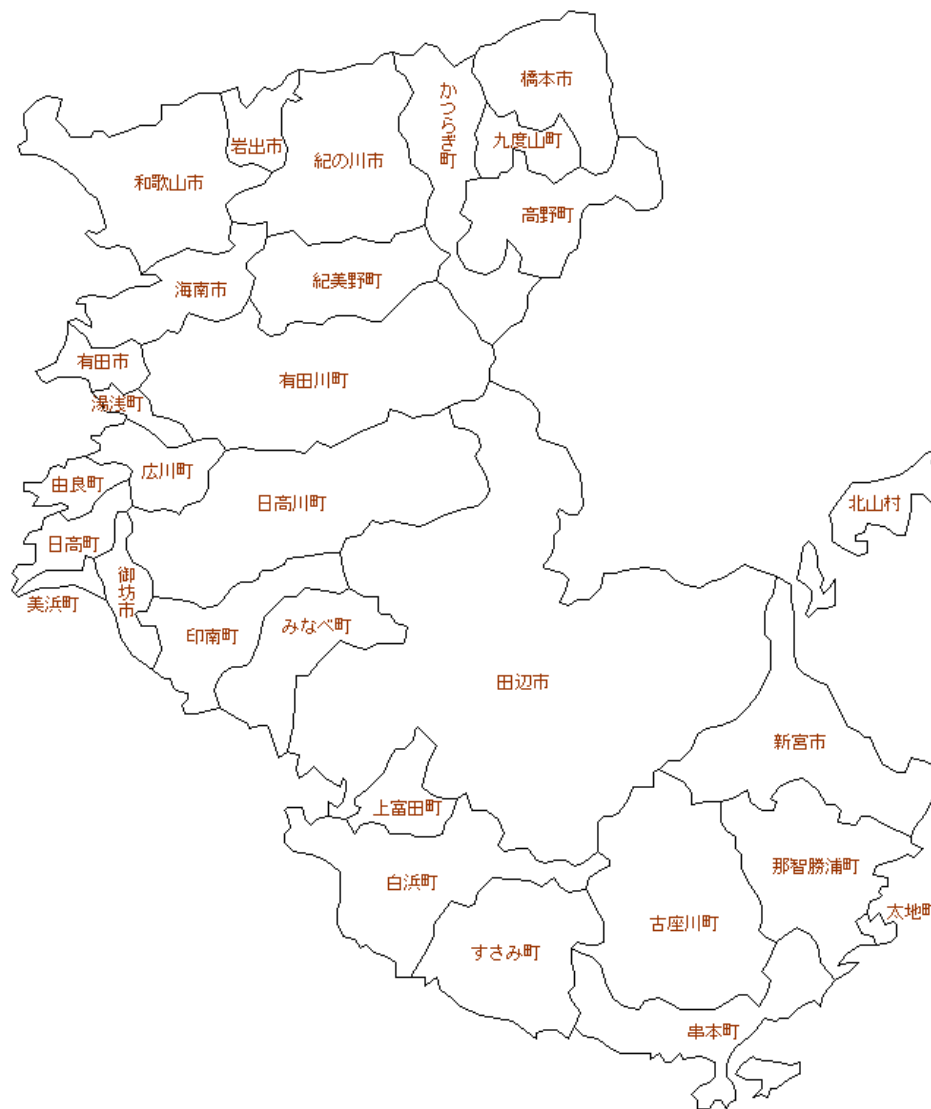 橋本市
かつらぎ町
九度山町
岩出市
紀の川市
和歌山市
高野町
海南市
紀美野町
有田市
有田川町
湯浅町
広川町
由良町
日高川町
北山村
日高町
御坊市
美浜町
印南町
みなべ町
田辺市
新宮市
上富田町
那智勝浦町
白浜町
太地町
古座川町
すさみ町
串本町